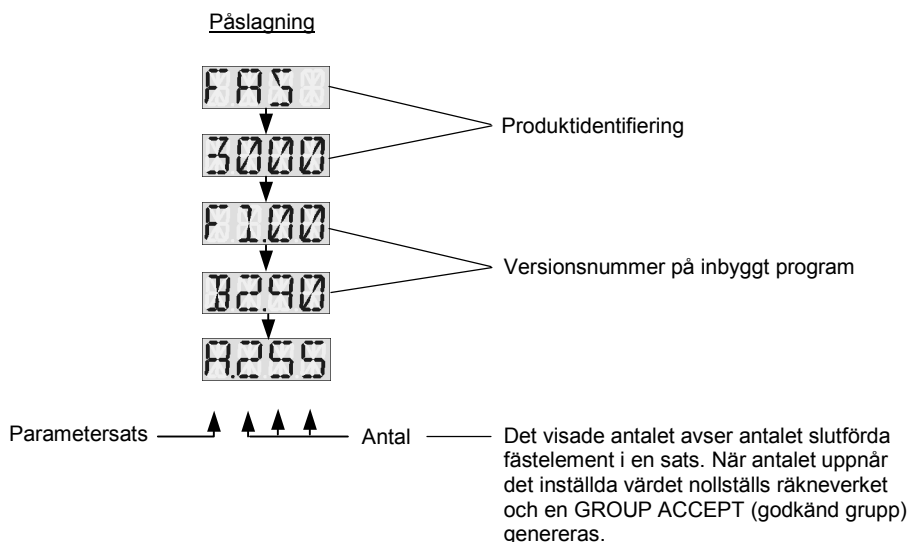 Påslagning
FAS
3000
Produktidentifiering
F1.00
B2.90
Versionsnummer på inbyggt program
A.255
Parametersats
Antal
Det visade antalet avser antalet slutförda
fästelement i en sats. När antalet uppnår
det inställda värdet nollställs räkneverket
och en GROUP ACCEPT (godkänd grupp)
genereras.